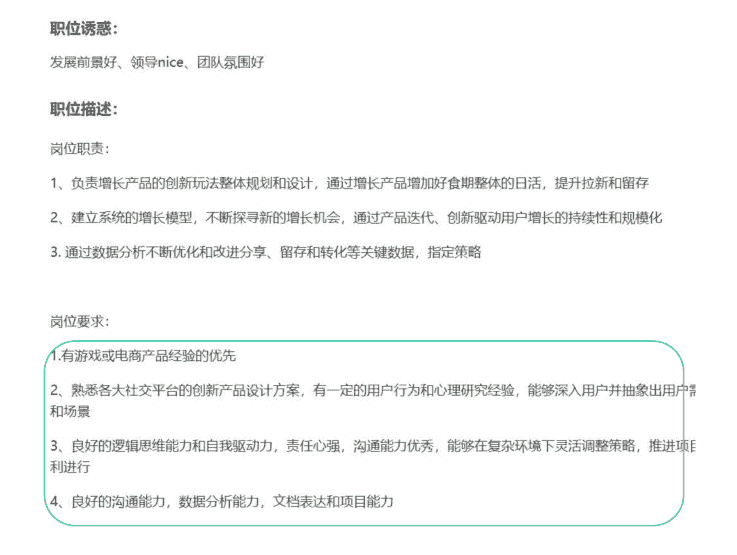 职位诱惑：
发展前景好、领导nice、团队氛围好
职位描述：
岗位职责：
1、负责增长产品的创新玩法整体规划和设计，通过增长产品增加好食期整体的日活，提升拉新和留存
2、建立系统的增长模型，不断探寻新的增长机会，通过产品迭代、创新驱动用户增长的持续性和规模化
3. 通过数据分析不断优化和改进分享、留存和转化等关键数据，指定策略
岗位要求：
1.有游戏或电商产品经验的优先
2、熟悉各大社交平台的创新产品设计方案，有一定的用户行为和心理研究经验，能够深入用户并抽象出用户需
和场景
3、良好的逻辑思维能力和自我驱动力，责任心强，沟通能力优秀，能够在复杂环境下灵活调整策略，推进项目
利进行
4、良好的沟通能力，数据分析能力，文档表达和项目能力